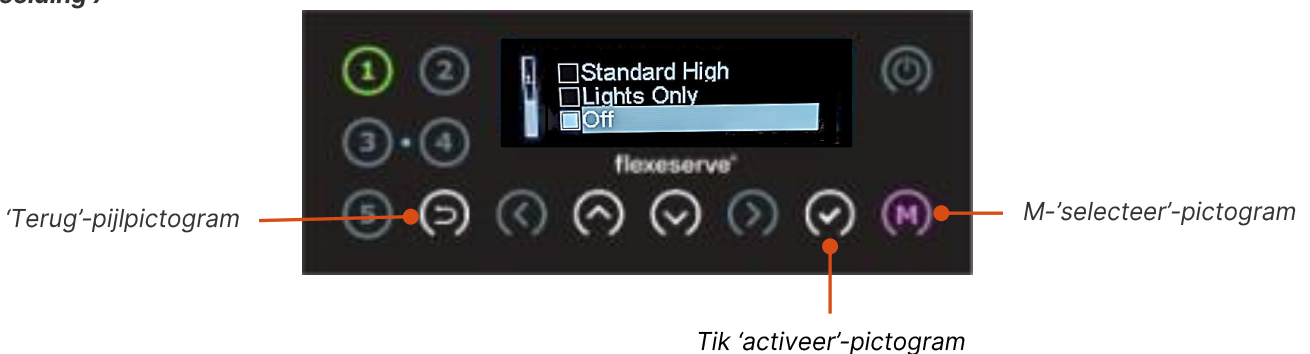 1
2
Standard High
Lights Only
Off
3
4
flexeserve
5
M
'Terug'-pijlpictogram
M-'selecteer'-pictogram
Tik 'activeer'-pictogram